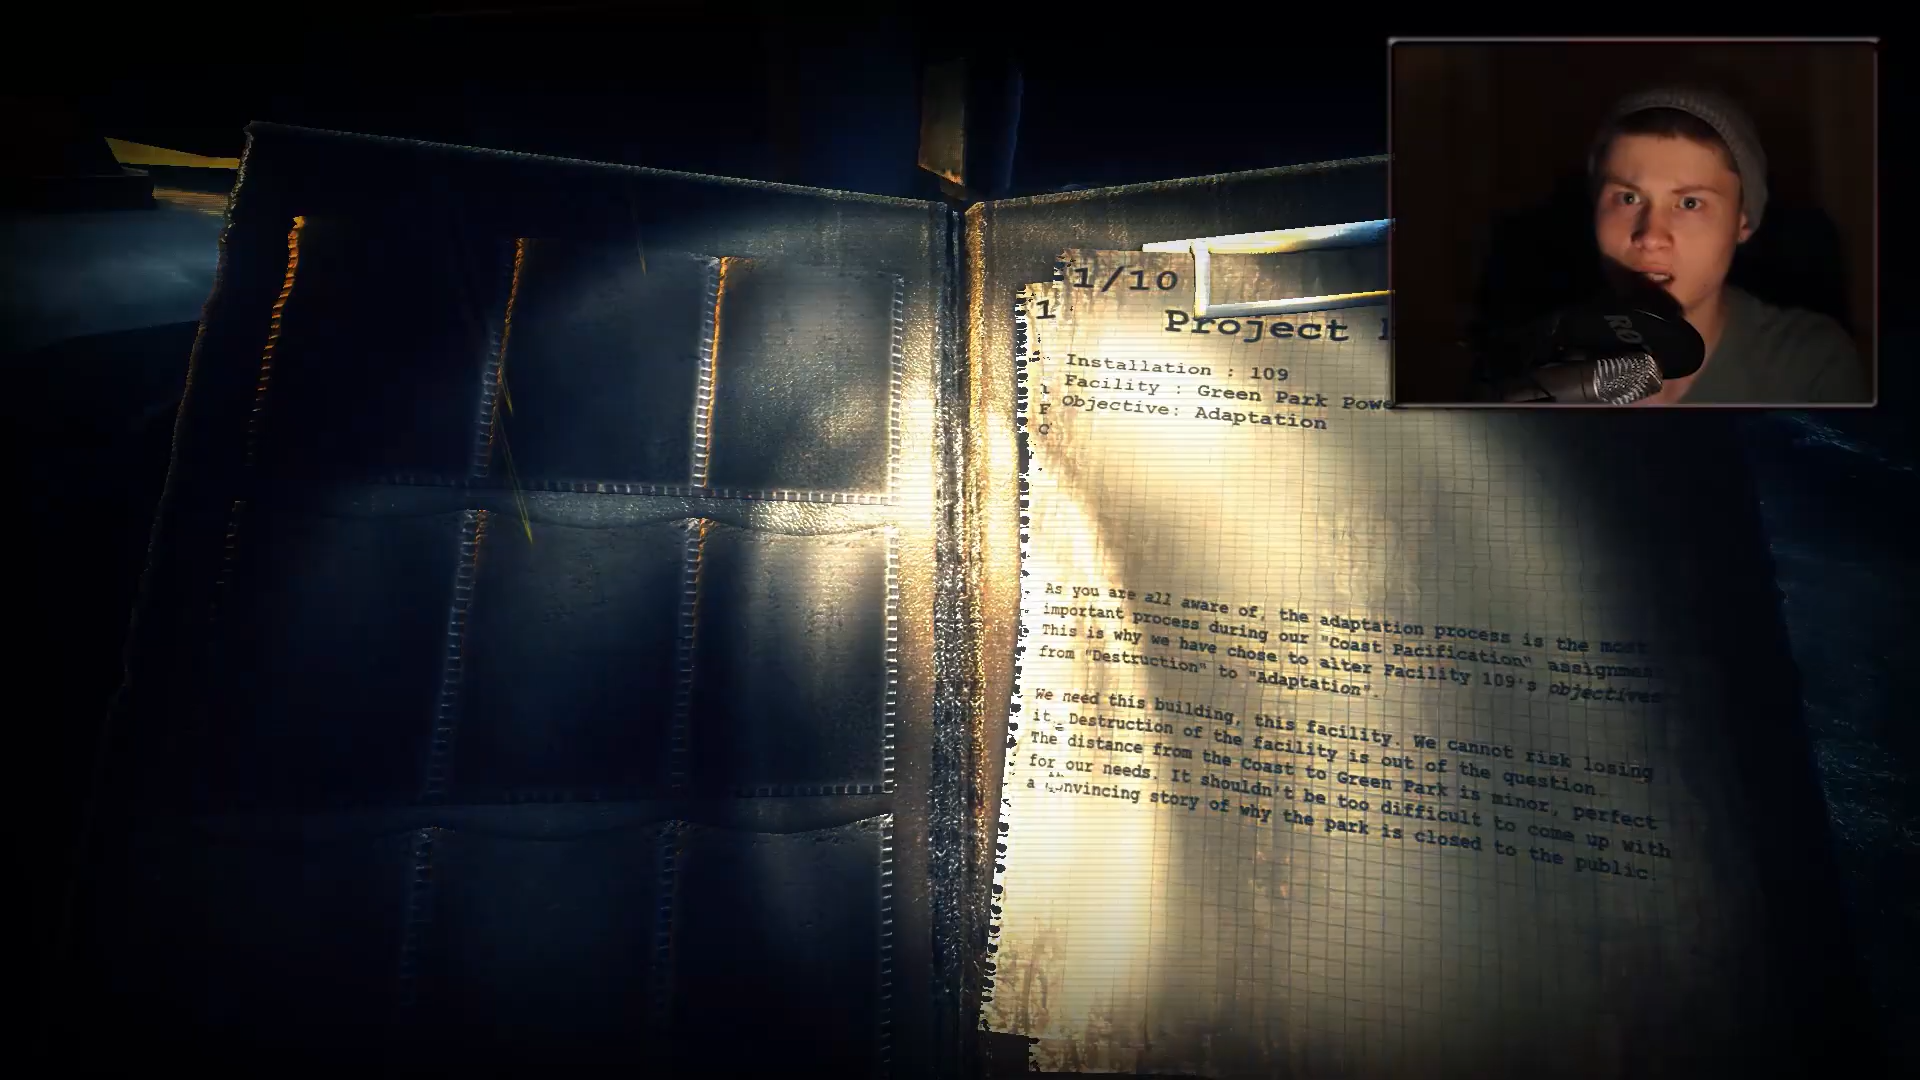 1/10
1
Project
Installation : 109
Facility : Green Park
Objective: Adaptation
As you are all aware of, the adaptation process is the most
important process during our "Coast Pacification" assignmen
This is why we have chose to alter Facility 109's objectives
from "Destruction" to "Adaptation".
We need this building, this facility. We cannot risk losing
it. Destruction of the facility is out of the question.
The distance from the Coast to Green Park is minor, perfect
for our needs. It shouldn't be too difficult to come up with
a convincing story of why the park is closed to the public.
RØ